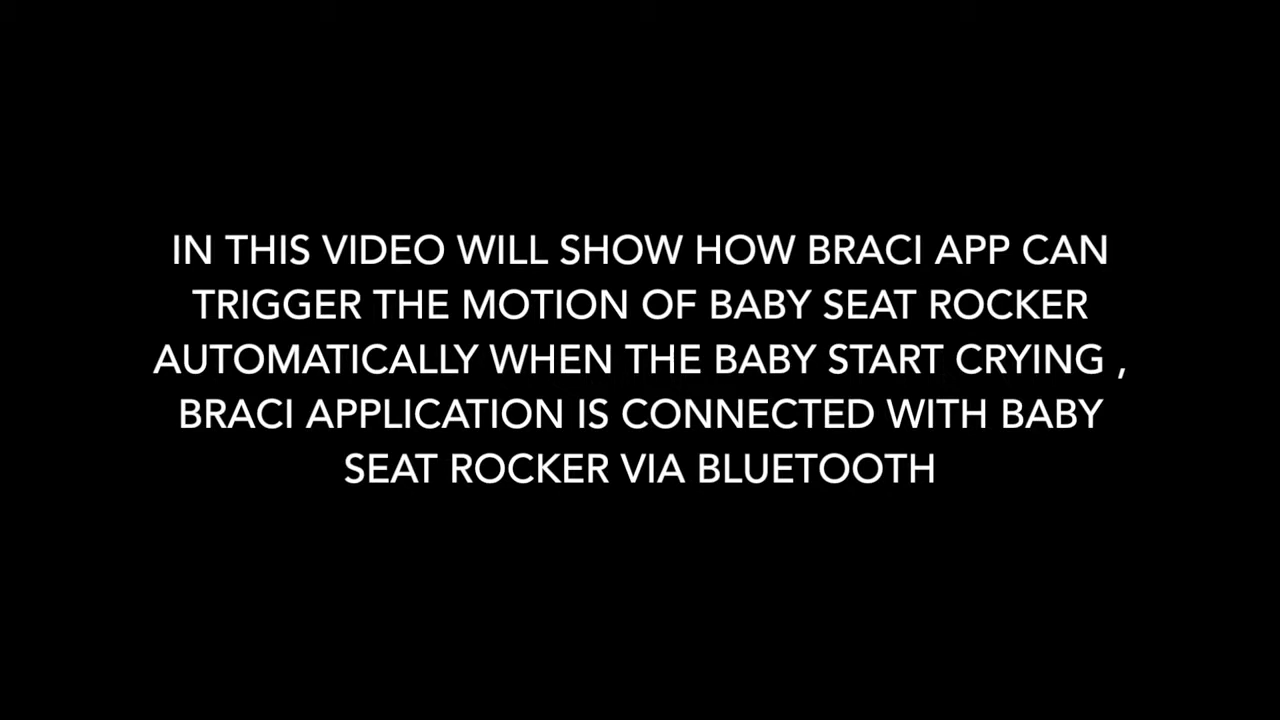 IN THIS VIDEO WILL SHOW HOW BRACI APP CAN
TRIGGER THE MOTION OF BABY SEAT ROCKER
AUTOMATICALLY WHEN THE BABY START CRYING ,
BRACI APPLICATION IS CONNECTED WITH BABY
SEAT ROCKER VIA BLUETOOTH